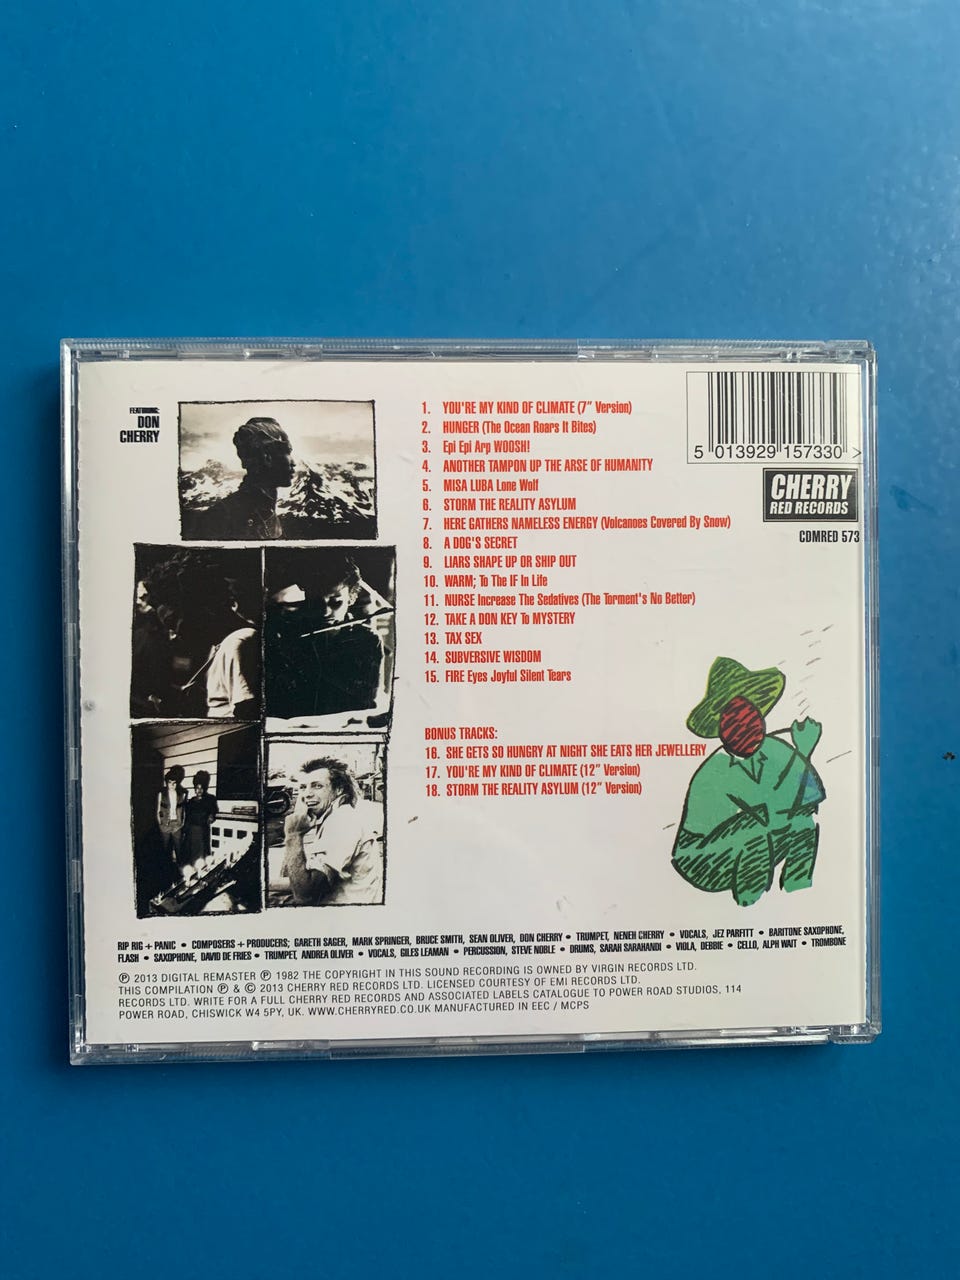 FEATURING:
DON
CHERRY
1. YOU'RE MY KIND OF CLIMATE (7" Version)
2. HUNGER (The Ocean Roars It Bites)
3. Epi Epi Arp WOOSH!
4. ANOTHER TAMPON UP THE ARSE OF HUMANITY
5. MISA LUBA Lone Wolf
6. STORM THE REALITY ASYLUM
7. HERE GATHERS NAMELESS ENERGY (Volcanoes Covered By Snow)
8. A DOG'S SECRET
9. LIARS SHAPE UP OR SHIP OUT
10. WARM; To The IF In Life
11. NURSE Increase The Sedatives (The Torment's No Better)
12. TAKE A DON KEY To MYSTERY
13. TAX SEX
14. SUBVERSIVE WISDOM
15. FIRE Eyes Joyful Silent Tears
BONUS TRACKS:
16. SHE GETS SO HUNGRY AT NIGHT SHE EATS HER JEWELLERY
17. YOU'RE MY KIND OF CLIMATE (12" Version)
18. STORM THE REALITY ASYLUM (12" Version)
5 013929 157330 >
CHERRY
RED RECORDS
CDMRED 573
RIP RIG + PANIC • COMPOSERS + PRODUCERS; GARETH SAGER, MARK SPRINGER, BRUCE SMITH, SEAN OLIVER, DON CHERRY • TRUMPET, NENEH CHERRY • VOCALS, JEZ PARFITT • BARITONE SAXOPHONE,
FLASH • SAXOPHONE, DAVID DE FRIES • TRUMPET, ANDREA OLIVER • VOCALS, GILES LEAMAN • PERCUSSION, STEVE NOBLE • DRUMS, SARAH SARAHANDI • VIOLA, DEBBIE • CELLO, ALPH WAIT • TROMBONE
℗ 2013 DIGITAL REMASTER ℗ 1982 THE COPYRIGHT IN THIS SOUND RECORDING IS OWNED BY VIRGIN RECORDS LTD.
THIS COMPILATION ℗ & © 2013 CHERRY RED RECORDS LTD. LICENSED COURTESY OF EMI RECORDS LTD.
RECORDS LTD. WRITE FOR A FULL CHERRY RED RECORDS AND ASSOCIATED LABELS CATALOGUE TO POWER ROAD STUDIOS, 114
POWER ROAD, CHISWICK W4 5PY, UK. WWW.CHERRYRED.CO.UK MANUFACTURED IN EEC / MCPS